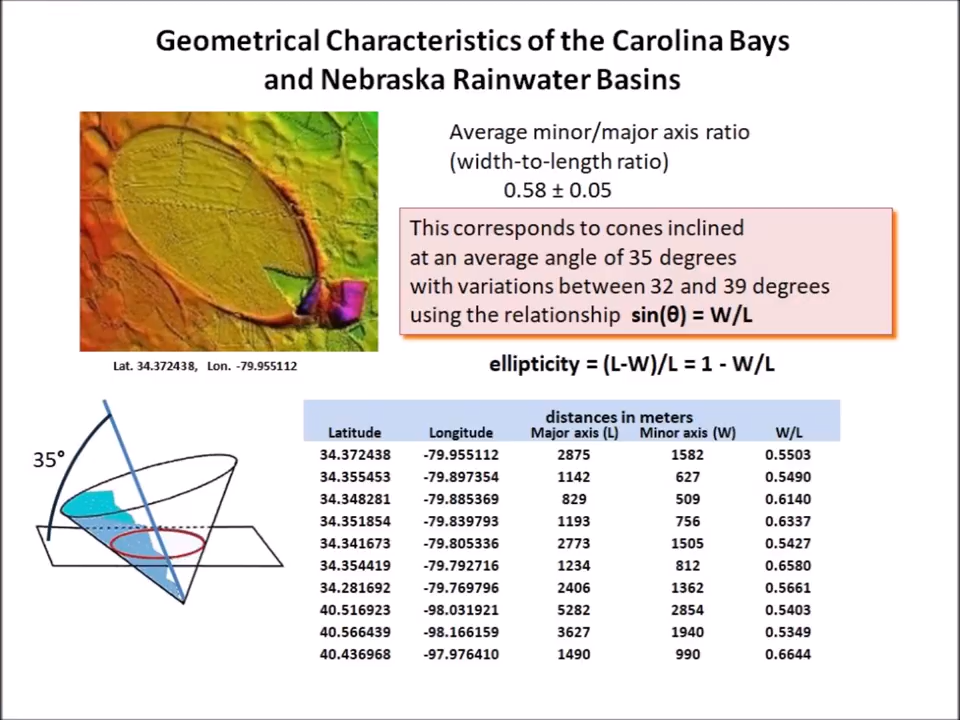 Geometrical Characteristics of the Carolina Bays
and Nebraska Rainwater Basins
Average minor/major axis ratio
(width-to-length ratio)
0.58 ± 0.05
This corresponds to cones inclined
at an average angle of 35 degrees
with variations between 32 and 39 degrees
using the relationship sin(θ) = W/L
Lat. 34.372438, Lon. -79.955112
ellipticity = (L-W)/L = 1 - W/L
35°
distances in meters
Latitude Longitude Major axis (L) Minor axis (W) W/L
34.372438 -79.955112 2875 1582 0.5503
34.355453 -79.897354 1142 627 0.5490
34.348281 -79.885369 829 509 0.6140
34.351854 -79.839793 1193 756 0.6337
34.341673 -79.805336 2773 1505 0.5427
34.354419 -79.792716 1234 812 0.6580
34.281692 -79.769796 2406 1362 0.5661
40.516923 -98.031921 5282 2854 0.5403
40.566439 -98.166159 3627 1940 0.5349
40.436968 -97.976410 1490 990 0.6644